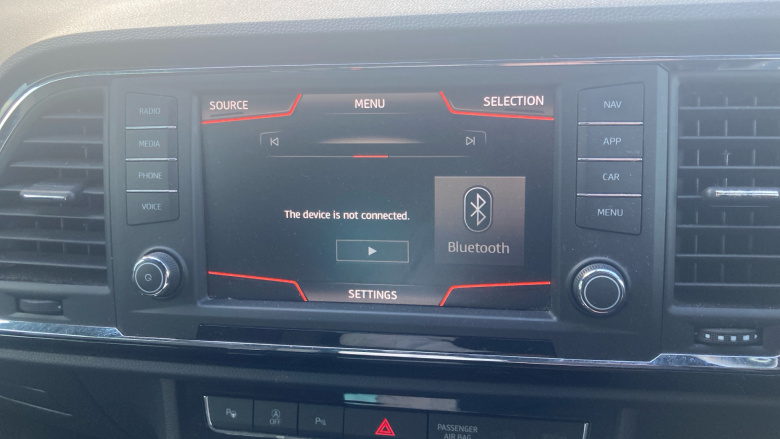 SOURCE
MENU
SELECTION
RADIO
MEDIA
PHONE
VOICE
The device is not connected.
Bluetooth
SETTINGS
NAV
APP
CAR
MENU
P
A
OFF
P
PASSENGER
AIR BAG